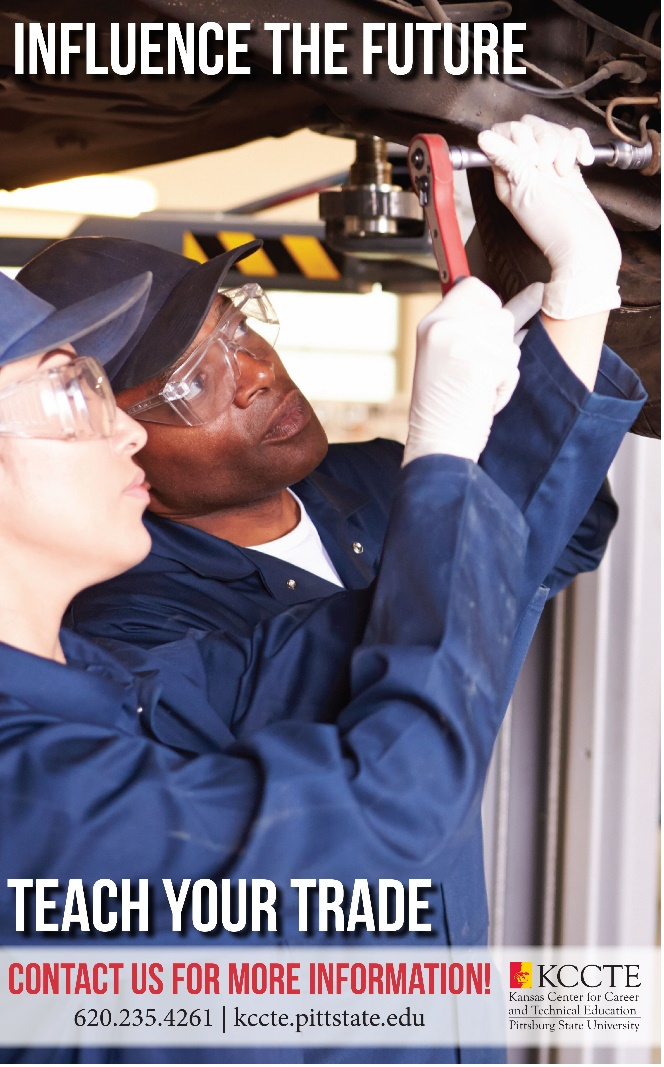 INFLUENCE THE FUTURE
TEACH YOUR TRADE
CONTACT US FOR MORE INFORMATION!
620.235.4261 | kccte.pittstate.edu
KCCTE
Kansas Center for Career
and Technical Education
Pittsburg State University